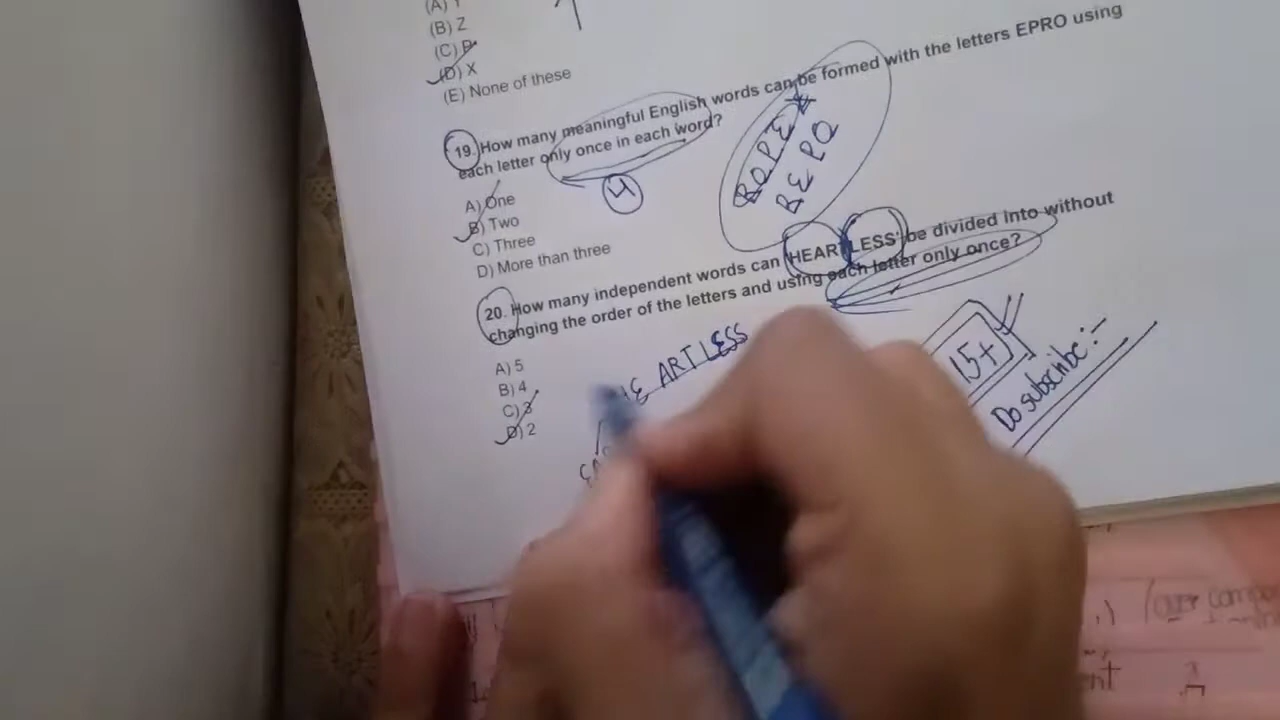 (B) Z
(C) P
(D) X
(E) None of these
19. How many meaningful English words can be formed with the letters EPRO using
each letter only once in each word?
A) One
B) Two
C) Three
D) More than three
4
ROPE
REPO
20. How many independent words can 'HEARTLESS' be divided into without
changing the order of the letters and using each letter only once?
A) 5
B) 4
C) 3
D) 2
HE ART LESS
15+
Do subscribe:-